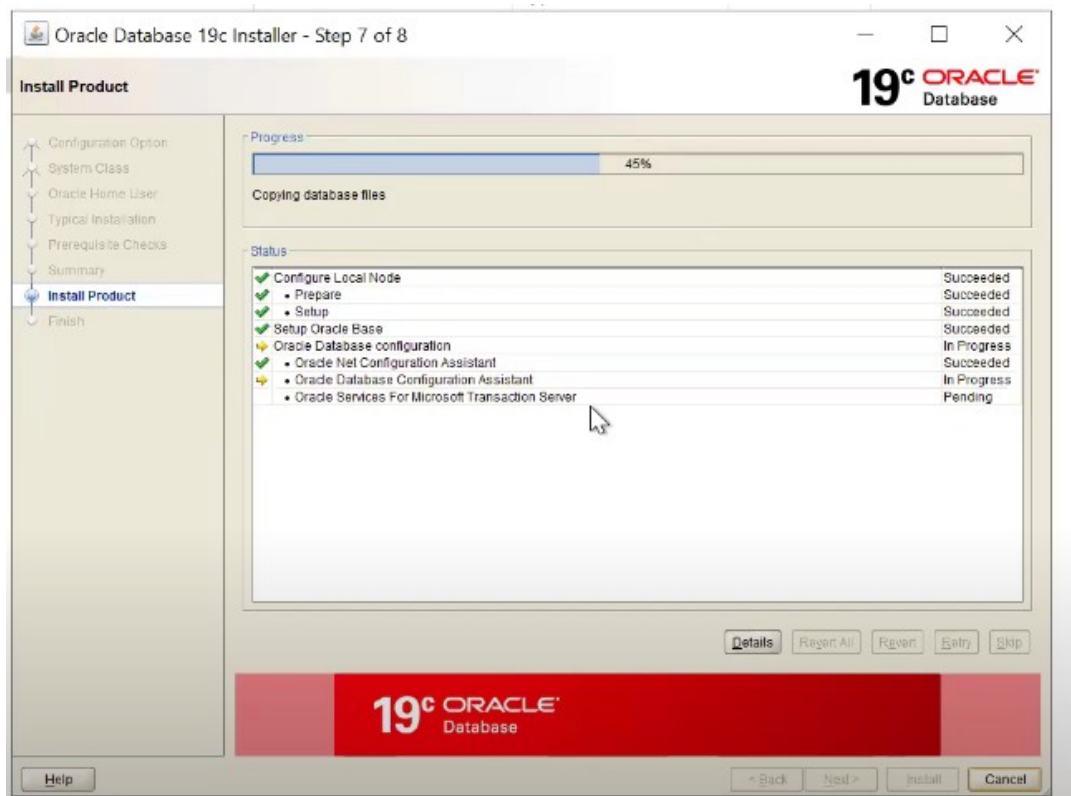 Oracle Database 19c Installer - Step 7 of 8
Install Product
19c ORACLE
Database
Configuration Option
System Class
Oracle Home User
Typical Installation
Prerequisite Checks
Summary
Install Product
Finish
Progress
45%
Copying database files
Status
Configure Local Node Succeeded
• Prepare Succeeded
• Setup Succeeded
Setup Oracle Base Succeeded
Oracle Database configuration In Progress
• Oracle Net Configuration Assistant Succeeded
• Oracle Database Configuration Assistant In Progress
• Oracle Services For Microsoft Transaction Server Pending
Details Revert All Revert Retry Skip
19c ORACLE
Database
Help < Back Next > Install Cancel